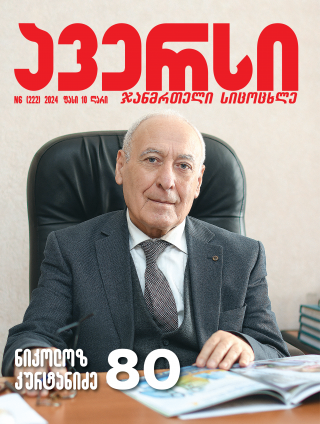 ავერსი
№6 (222) 2024 ფასი 10 ლარი
ჯანმრთელი სიცოცხლე
ნიკოლოზ
კურტანიძე
80